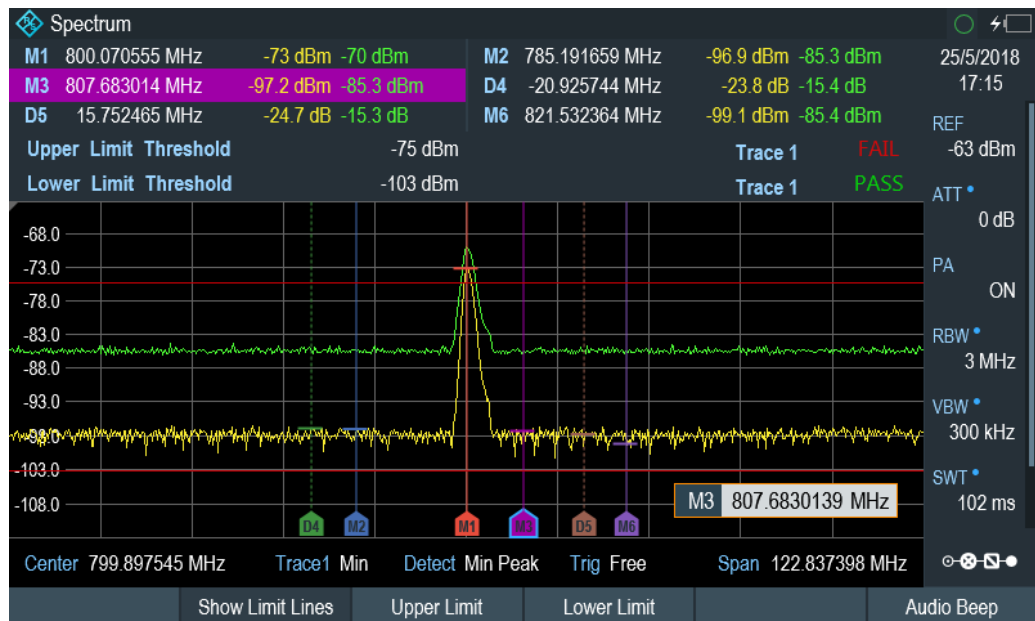 Spectrum
M1 800.070555 MHz -73 dBm -70 dBm M2 785.191659 MHz -96.9 dBm -85.3 dBm 25/5/2018
M3 807.683014 MHz -97.2 dBm -85.3 dBm D4 -20.925744 MHz -23.8 dB -15.4 dB 17:15
D5 15.752465 MHz -24.7 dB -15.3 dB M6 821.532364 MHz -99.1 dBm -85.4 dBm
Upper Limit Threshold -75 dBm Trace 1 FAIL
Lower Limit Threshold -103 dBm Trace 1 PASS
REF
-63 dBm
ATT
0 dB
PA
ON
RBW
3 MHz
VBW
300 kHz
SWT
102 ms
-68.0
-73.0
-78.0
-83.0
-88.0
-93.0
-98.0
-103.0
-108.0
D4 M2 M1 M3 D5 M6
M3 807.6830139 MHz
Center 799.897545 MHz Trace1 Min Detect Min Peak Trig Free Span 122.837398 MHz
Show Limit Lines Upper Limit Lower Limit Audio Beep